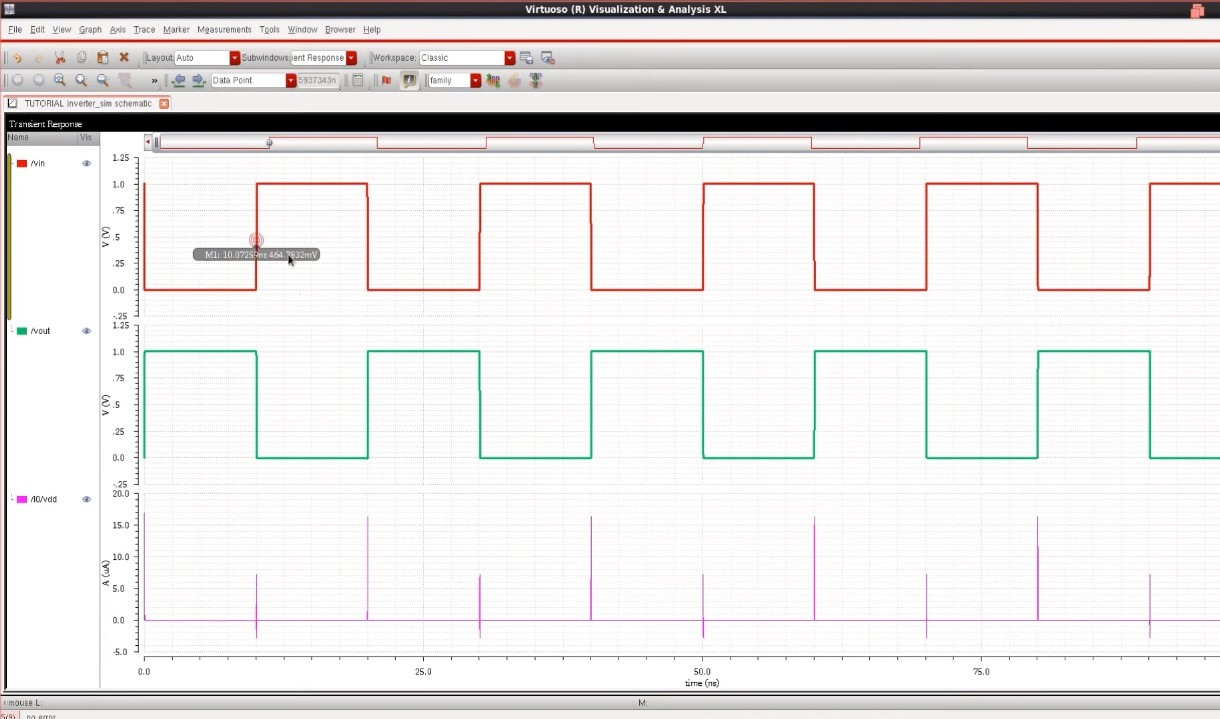 Virtuoso (R) Visualization & Analysis XL
File Edit View Graph Axis Trace Marker Measurements Tools Window Browser Help
Layout: Auto Subwindows: ient Response Workspace: Classic
» Data Point family
TUTORIAL inverter_sim schematic
Transient Response
Name Vis
/vin
1.25
1.0
.75
.5
.25
0.0
-.25
V (V)
M1: 10.07259ns 464.7832mV
/vout
1.25
1.0
.75
.5
.25
0.0
-.25
V (V)
/I0/vdd
20.0
15.0
10.0
5.0
0.0
-5.0
A (uA)
0.0 25.0 50.0 75.0
time (ns)
mouse L: M:
5(9) no error